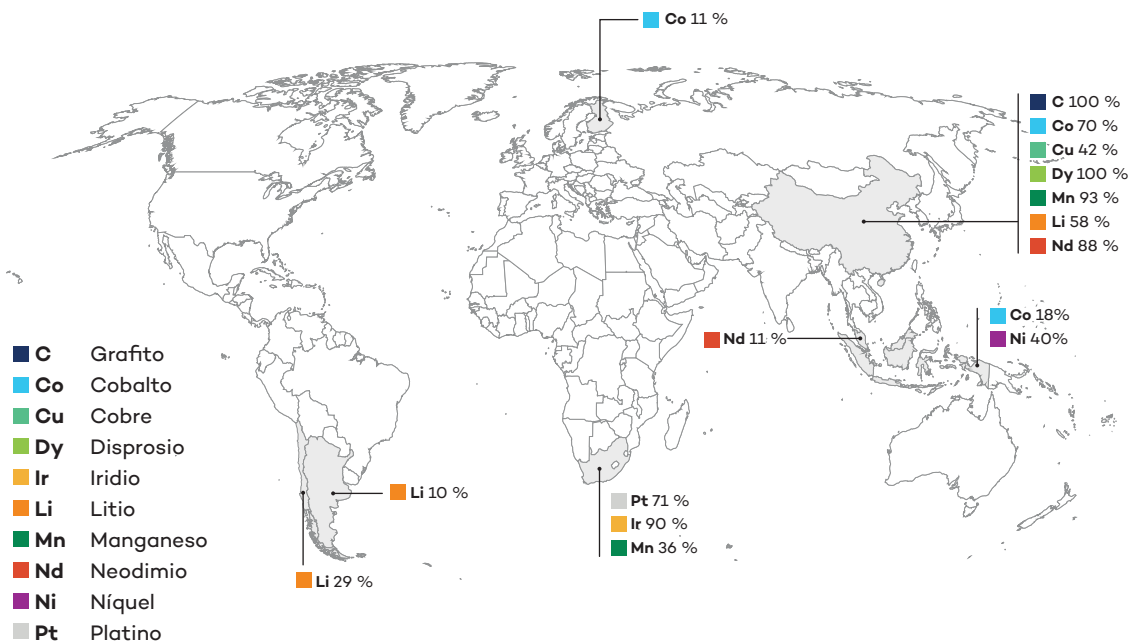 Co 11 %
C 100 %
Co 70 %
Cu 42 %
Dy 100 %
Mn 93 %
Li 58 %
Nd 88 %
Co 18%
Ni 40%
Nd 11 %
C Grafito
Co Cobalto
Cu Cobre
Dy Disprosio
Ir Iridio
Li Litio
Mn Manganeso
Nd Neodimio
Ni Níquel
Pt Platino
Li 10 %
Li 29 %
Pt 71 %
Ir 90 %
Mn 36 %